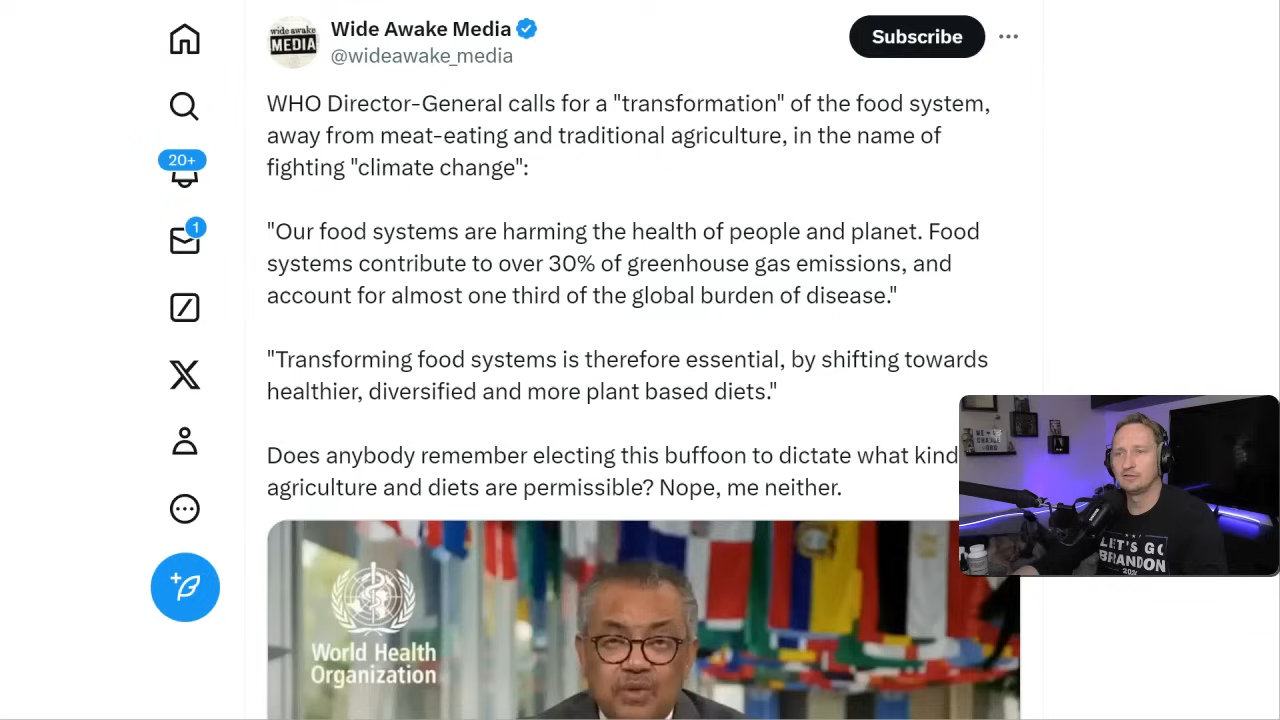 Wide Awake Media
@wideawake_media
wide awake
MEDIA
Subscribe
20+
1
WHO Director-General calls for a "transformation" of the food system,
away from meat-eating and traditional agriculture, in the name of
fighting "climate change":
"Our food systems are harming the health of people and planet. Food
systems contribute to over 30% of greenhouse gas emissions, and
account for almost one third of the global burden of disease."
"Transforming food systems is therefore essential, by shifting towards
healthier, diversified and more plant based diets."
Does anybody remember electing this buffoon to dictate what kind
agriculture and diets are permissible? Nope, me neither.
World Health
Organization
CHANGE
LET'S GO
BRANDON